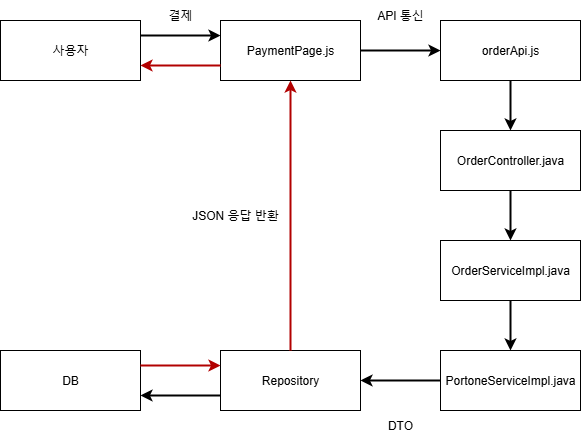 결제
API 통신
사용자
PaymentPage.js
orderApi.js
OrderController.java
JSON 응답 반환
OrderServiceImpl.java
DB
Repository
PortoneServiceImpl.java
DTO